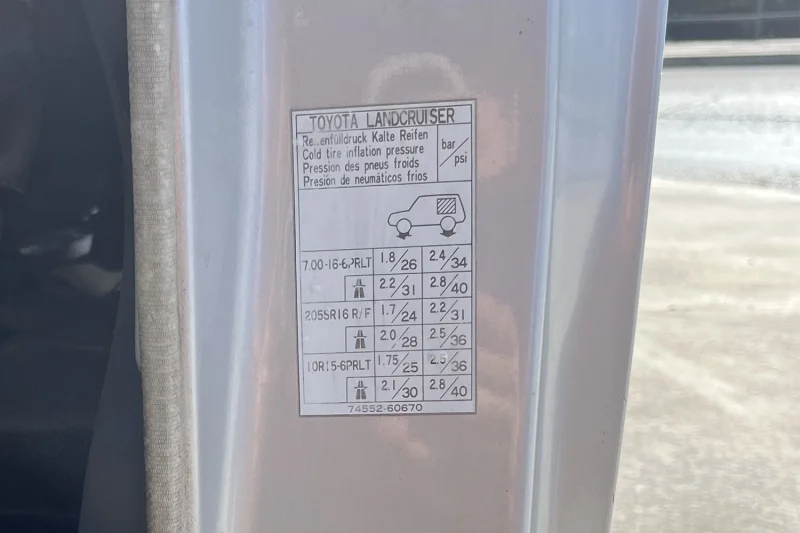 TOYOTA LANDCRUISER
Kalte Reifen
Cold tire inflation pressure
Pression des pneus froids
Presión de neumáticos frios
bar/psi
7.00-16-6PRLT 1.8/26 2.4/34
2.2/31 2.8/40
205SR16 R/F 1.7/24 2.2/31
2.0/28 2.5/36
10R15-6PRLT 1.75/25 2.5/36
2.1/30 2.8/40
74552-60670